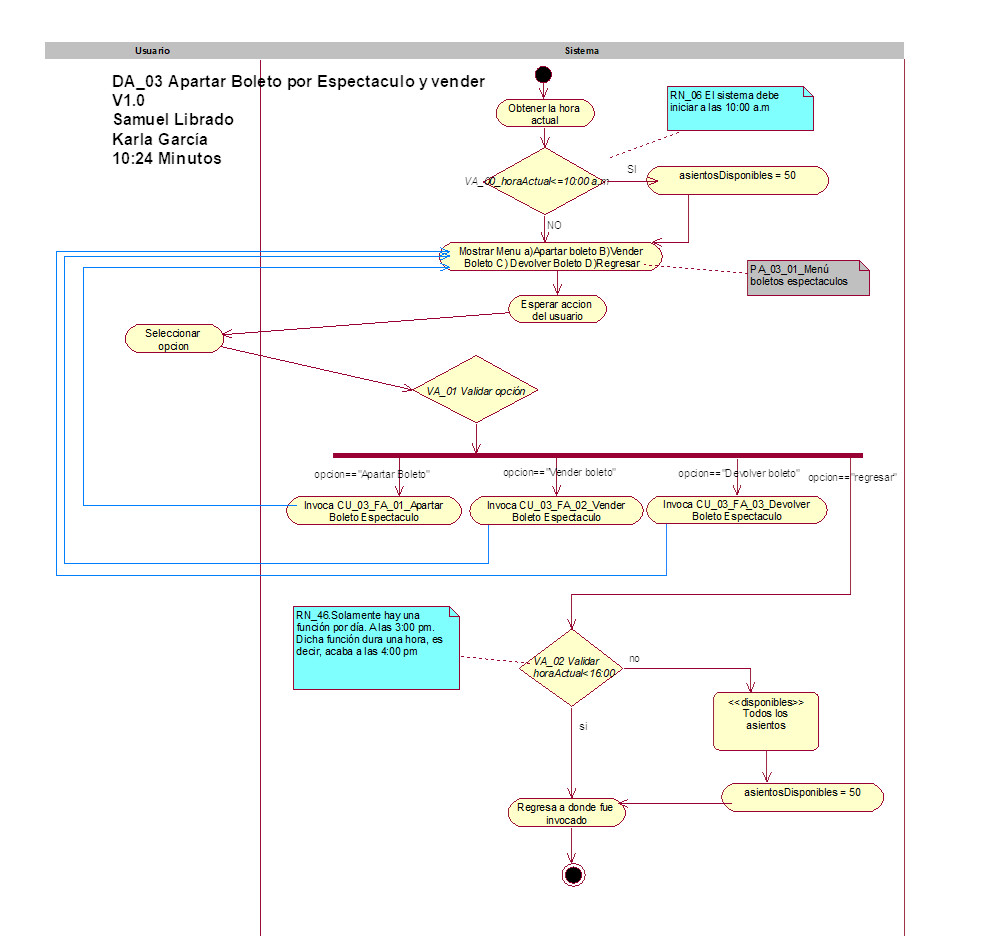 Usuario
Sistema
DA_03 Apartar Boleto por Espectaculo y vender
V1.0
Samuel Librado
Karla García
10:24 Minutos
Obtener la hora
actual
RN_06 El sistema debe
iniciar a las 10:00 a.m
VA_00_horaActual<=10:00 a.m
SI
asientosDisponibles = 50
NO
Mostrar Menu a)Apartar boleto B)Vender
Boleto C) Devolver Boleto D)Regresar
PA_03_01_Menú
boletos espectaculos
Esperar accion
del usuario
Seleccionar
opcion
VA_01 Validar opción
opcion=="Apartar Boleto"
opcion=="Vender boleto"
opcion=="Devolver boleto"
opcion=="regresar"
Invoca CU_03_FA_01_Apartar
Boleto Espectaculo
Invoca CU_03_FA_02_Vender
Boleto Espectaculo
Invoca CU_03_FA_03_Devolver
Boleto Espectaculo
RN_46.Solamente hay una
función por día. A las 3:00 pm.
Dicha función dura una hora, es
decir, acaba a las 4:00 pm
VA_02 Validar
horaActual<16:00
no
si
<<disponibles>>
Todos los
asientos
asientosDisponibles = 50
Regresa a donde fue
invocado